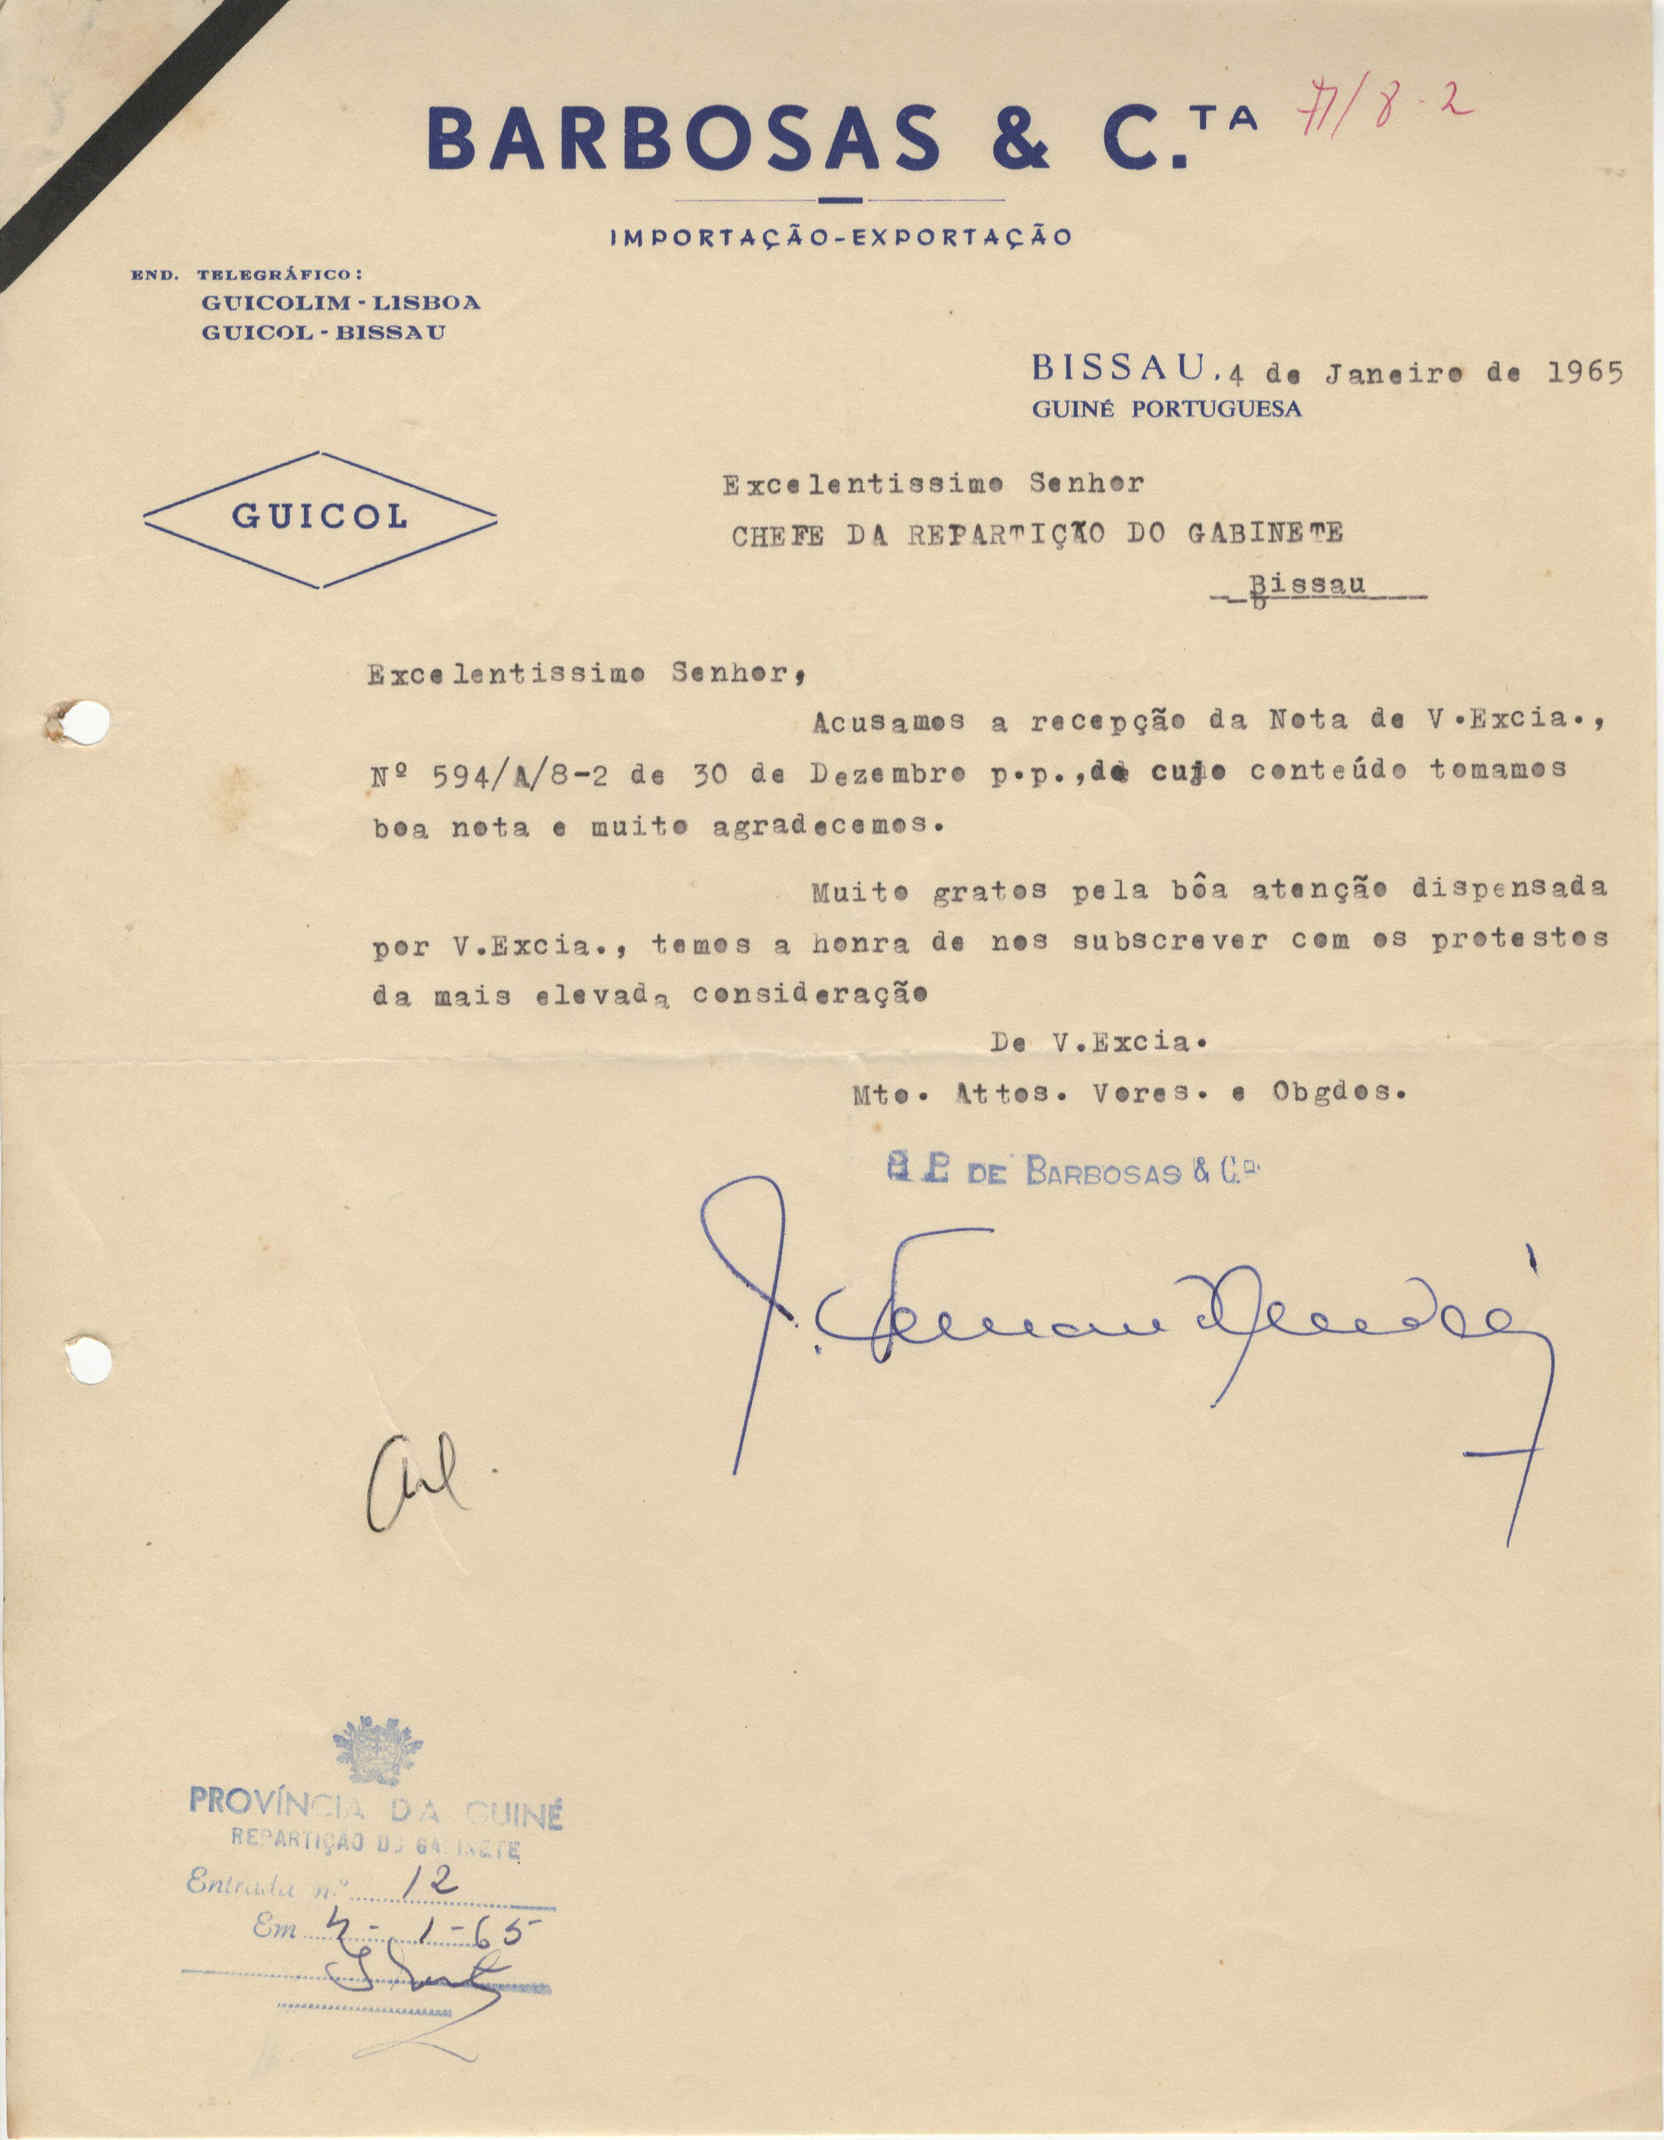 BARBOSAS & C.TA
A/8-2
IMPORTAÇÃO-EXPORTAÇÃO
END. TELEGRÁFICO:
GUICOLIM - LISBOA
GUICOL - BISSAU
BISSAU, 4 de Janeiro de 1965
GUINÉ PORTUGUESA
GUICOL
Excelentissimo Senhor
CHEFE DA REPARTIÇÃO DO GABINETE
Bissau
Excelentissimo Senhor,
Acusamos a recepção da Nota de V.Excia.,
Nº 594/A/8-2 de 30 de Dezembro p.p.,de cujo conteúdo tomamos
boa nota e muito agradecemos.
Muito gratos pela bôa atenção dispensada
por V.Excia., temos a honra de nos subscrever com os protestos
da mais elevada consideração
De V.Excia.
Mto. Attos. Vores. e Obgdos.
DE BARBOSAS & C.ª
PROVÍNCIA DA GUINÉ
REPARTIÇÃO DO GABINETE
Entrada n.º 12
Em 4-1-65